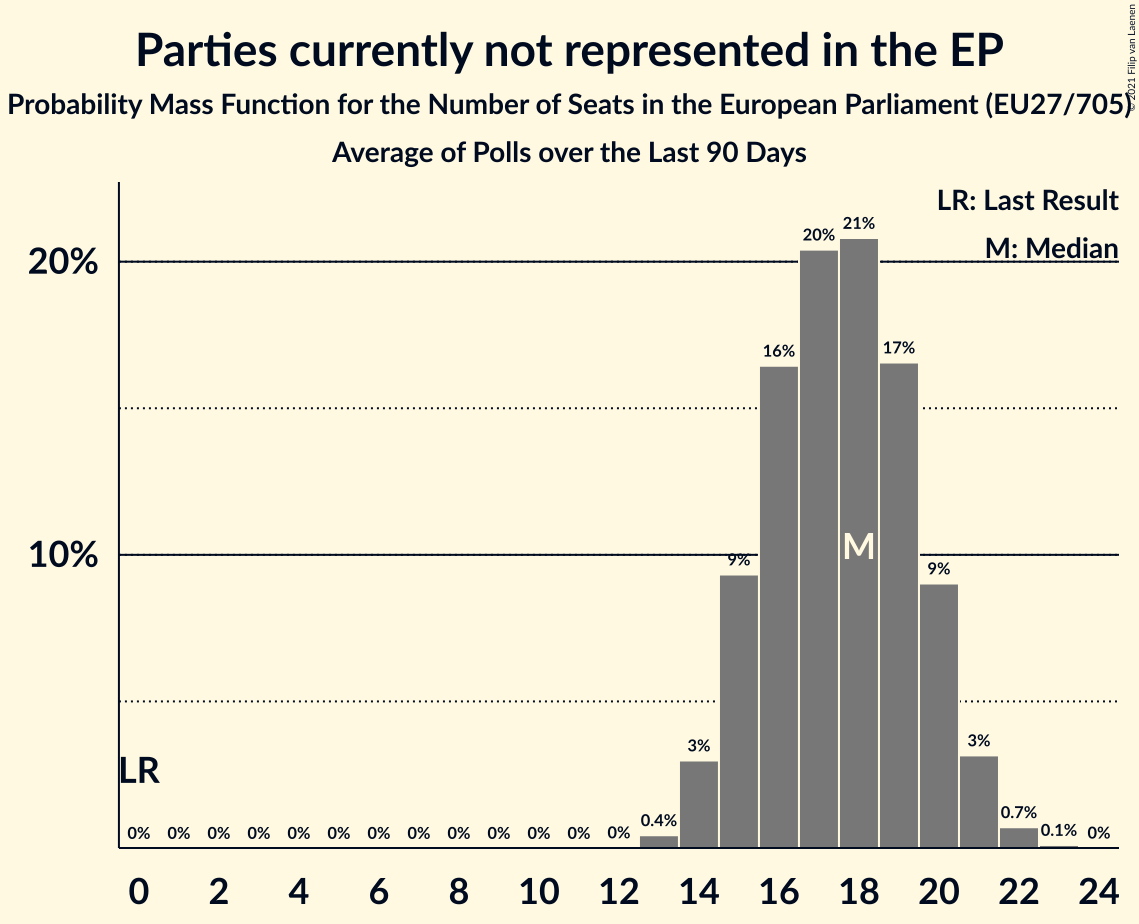 Parties currently not represented in the EP
Probability Mass Function for the Number of Seats in the European Parliament (EU27/705)
Average of Polls over the Last 90 Days
© 2021 Filip van Laenen
LR: Last Result
M: Median
20%
10%
21%
20%
17%
16%
9%
9%
M
3%
3%
LR
0% 0% 0% 0% 0% 0% 0% 0% 0% 0% 0% 0% 0% 0.4% 0.7% 0.1% 0%
0 2 4 6 8 10 12 14 16 18 20 22 24